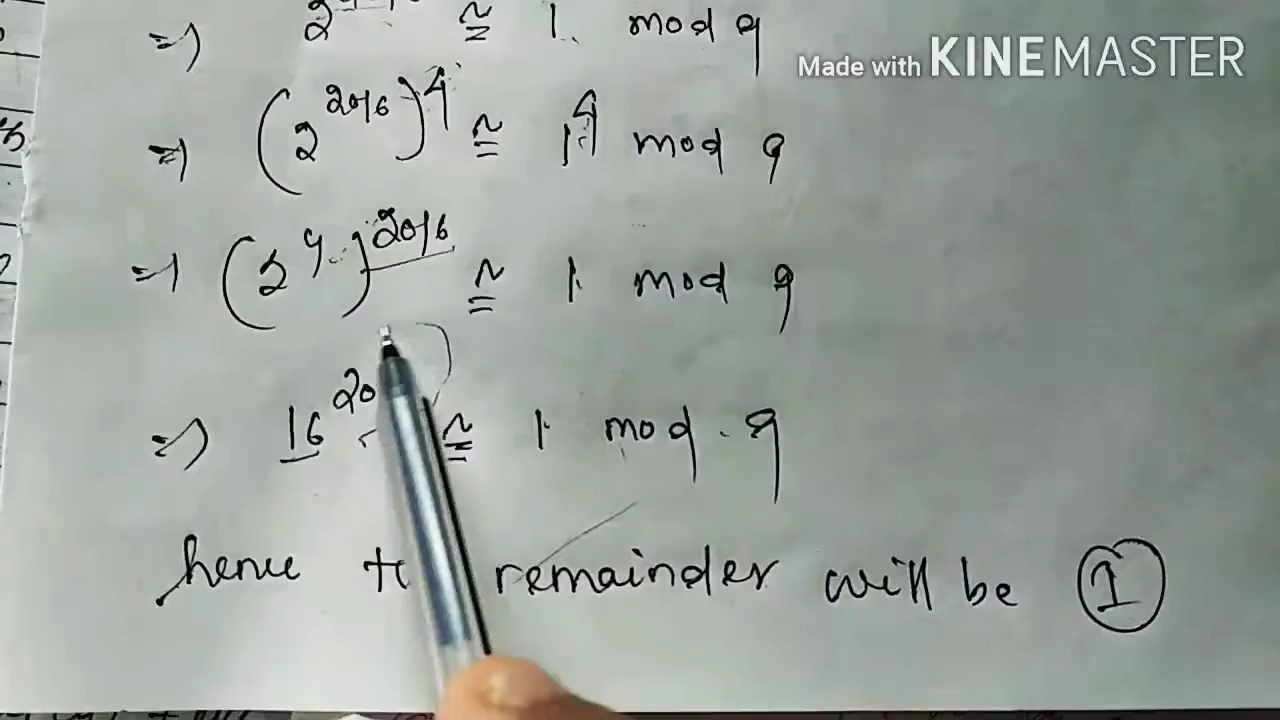 ⇒ 2 ≅ 1 mod 9
Made with KINEMASTER
⇒ (2^2016)^4 ≅ 1^4 mod 9
⇒ (2^4)^2016 ≅ 1 mod 9
⇒ 16^20 ≅ 1 mod 9
hence remainder will be 1